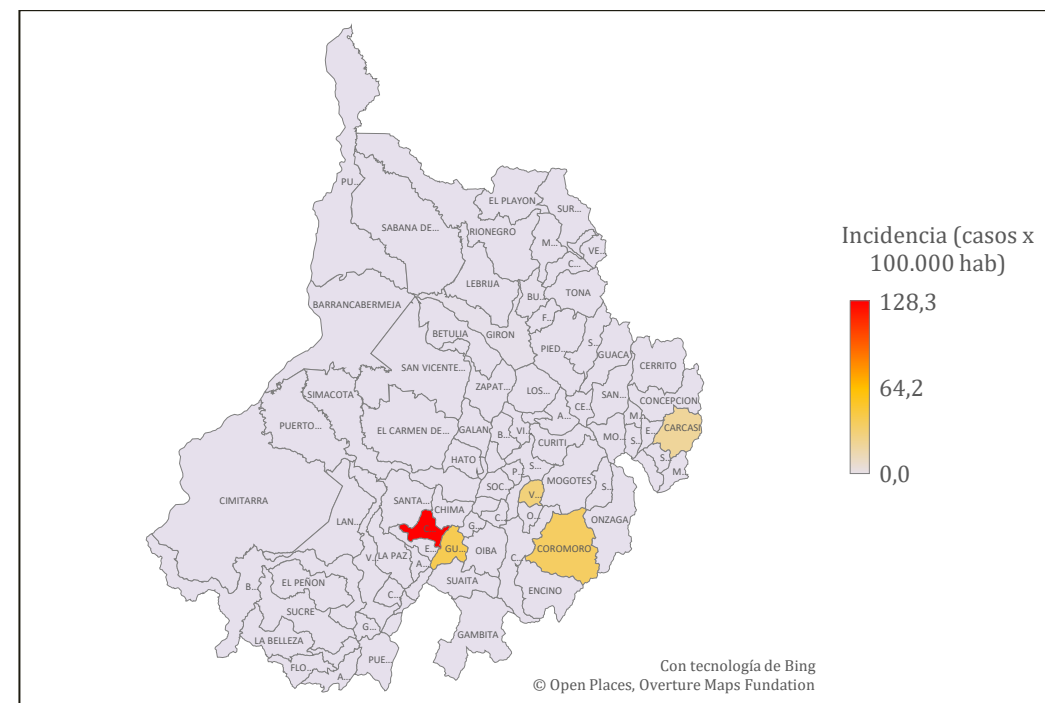 PU...
EL PLAYON
SUR...
SABANA DE...
RIONEGRO
M...
VE...
C...
LEBRIJA
BU...
TONA
BARRANCABERMEJA
F...
BETULIA
GIRON
PIED...
S...
GUACA
CERRITO
SAN VICENTE...
ZAPAT...
LOS...
SAN...
SIMACOTA
CONCEPCION
CE...
PUERTO...
A...
M...
EL CARMEN DE...
GALAN
B...
VI...
CURITI
MO...
S...
E...
CARCASI
HATO
P...
S...
S...
M...
SOC...
V...
MOGOTES
S...
CIMITARRA
SANTA...
CHIMA
C...
O...
ONZAGA
LAN...
G...
E...
GU...
OIBA
COROMORO
V...
LA PAZ
A...
C...
SUAITA
ENCINO
B...
EL PEÑON
C...
SUCRE
G...
LA BELLEZA
GAMBITA
FLO...
PUE...
A...
Incidencia (casos x
100.000 hab)
128,3
64,2
0,0
Con tecnología de Bing
© Open Places, Overture Maps Fundation